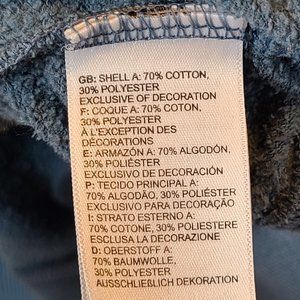 GB: SHELL A: 70% COTTON,
30% POLYESTER
EXCLUSIVE OF DECORATION
F: COQUE A: 70% COTON,
30% POLYESTER
À L'EXCEPTION DES
DÉCORATIONS
E: ARMAZÓN A: 70% ALGODÓN,
30% POLIÉSTER
EXCLUSIVO DE DECORACIÓN
P: TECIDO PRINCIPAL A:
70% ALGODÃO, 30% POLIÉSTER
EXCLUSIVO PARA DECORAÇÃO
I: STRATO ESTERNO A:
70% COTONE, 30% POLIESTERE
ESCLUSA LA DECORAZIONE
D: OBERSTOFF A:
70% BAUMWOLLE,
30% POLYESTER
AUSSCHLIEßLICH DEKORATION